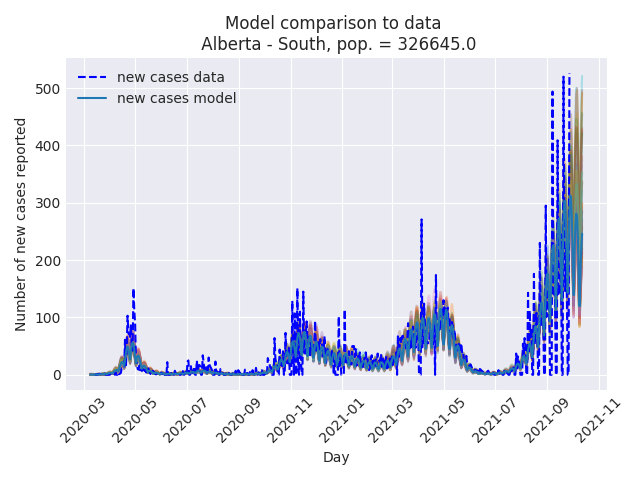 Model comparison to data
Alberta - South, pop. = 326645.0
new cases data
new cases model
Number of new cases reported
500
400
300
200
100
0
2020-03
2020-05
2020-07
2020-09
2020-11
2021-01
2021-03
2021-05
2021-07
2021-09
2021-11
Day